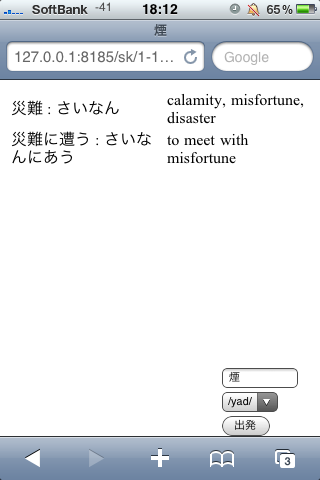 SoftBank -41 18:12 65%
煙
127.0.0.1:8185/sk/1-1... Google
災難 : さいなん calamity, misfortune,
disaster
災難に遭う : さいな to meet with
んにあう misfortune
煙
/yad/
出発
3